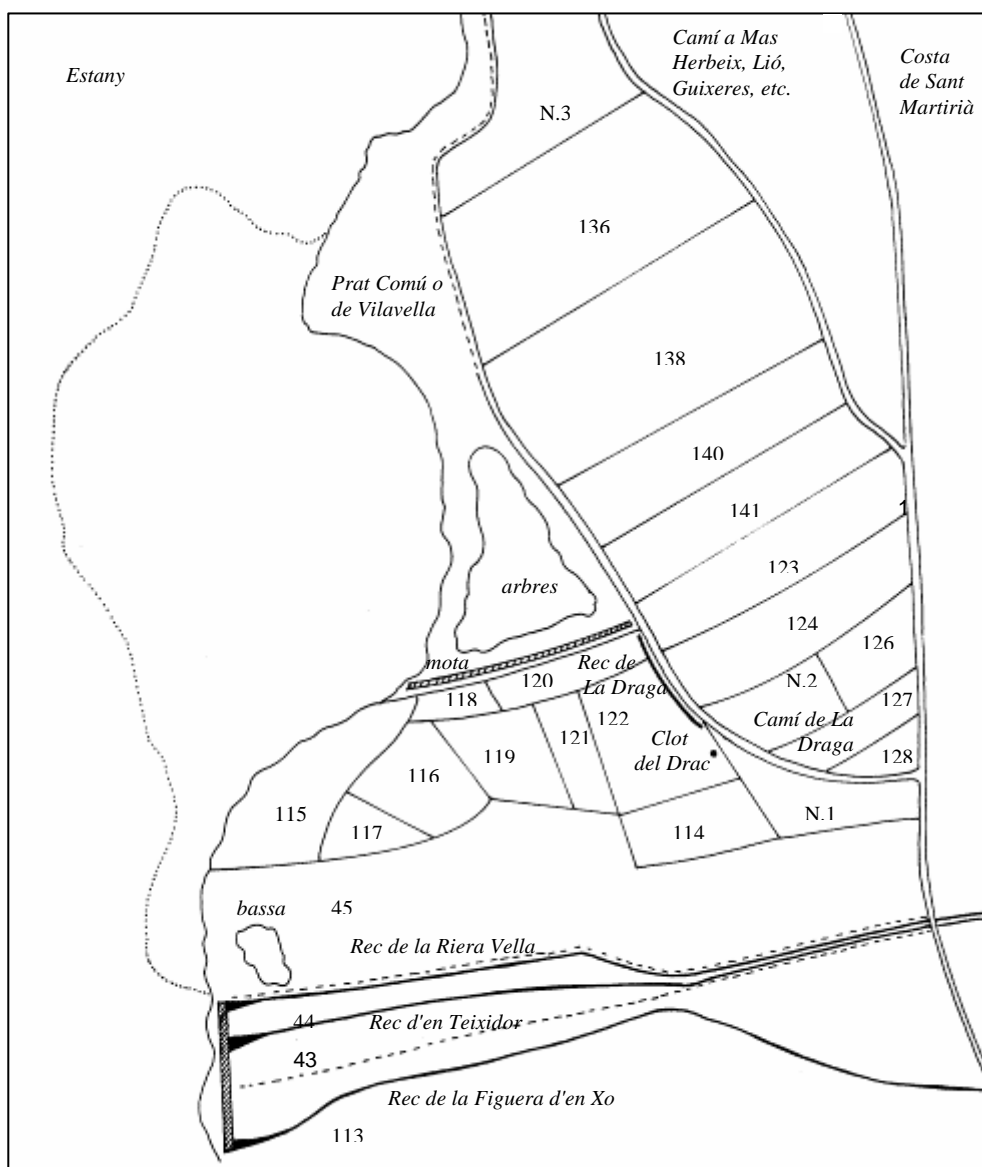 Estany
Camí a Mas
Herbeix, Lió,
Guixeres, etc.
Costa
de Sant
Martirià
N.3
136
Prat Comú o
de Vilavella
138
140
141
1
123
arbres
124
126
mota
Rec de
La Draga
N.2
118
120
127
122
Camí de La
Draga
121
119
Clot
del Drac
128
116
115
117
114
N.1
bassa
45
Rec de la Riera Vella
44
Rec d'en Teixidor
43
Rec de la Figuera d'en Xo
113